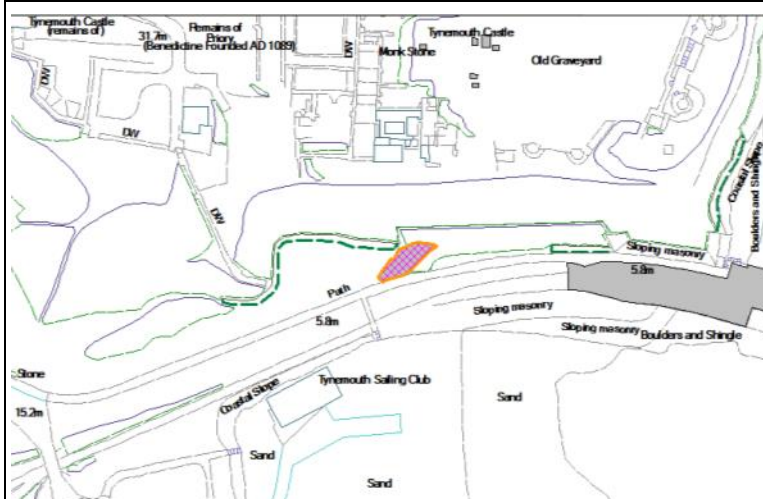 Tynemouth Castle
(remains of)
Remains of
Priory
31.7m
(Benedictine Founded AD 1089)
DW
DW
DW
DW
Monk Stone
Tynemouth Castle
Old Graveyard
Coastal Slope
Boulders and Shingle
Sloping masonry
5.8m
Path
5.8m
Sloping masonry
Sloping masonry
Boulders and Shingle
Stone
15.2m
Coastal Slope
Tynemouth Sailing Club
Sand
Sand
Sand